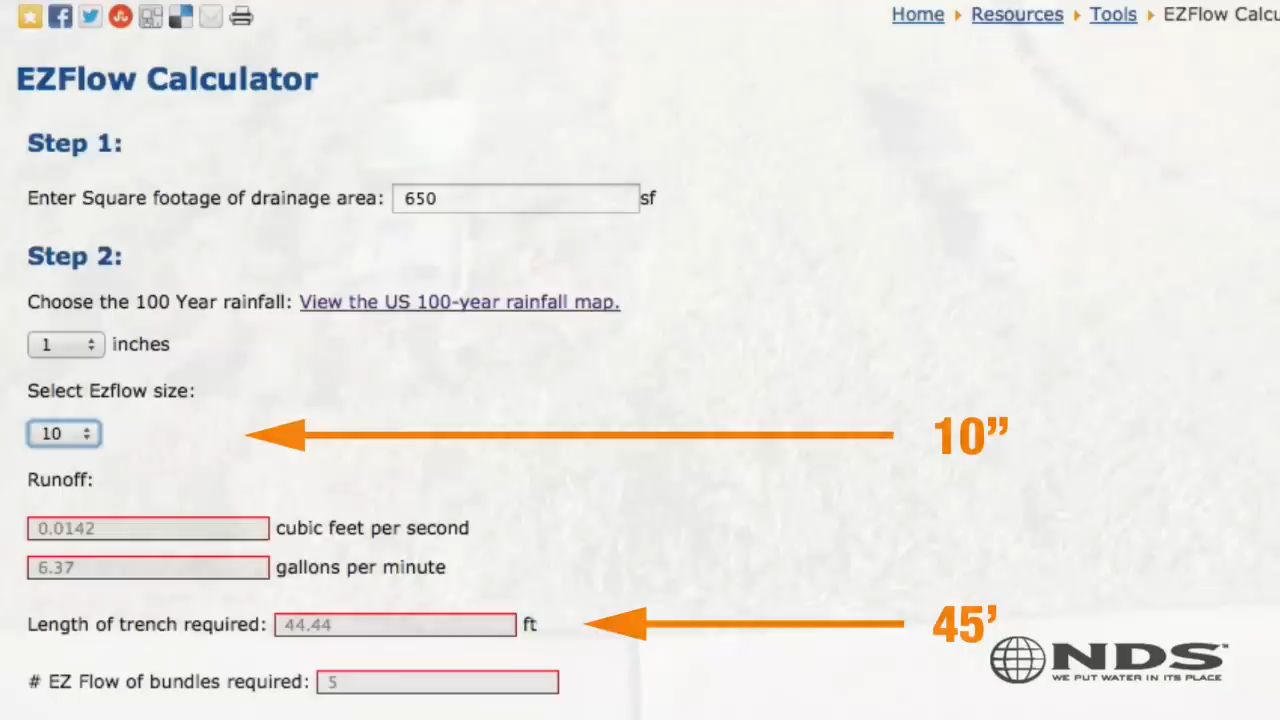 Home Resources Tools EZFlow Calcu
EZFlow Calculator
Step 1:
Enter Square footage of drainage area: 650 sf
Step 2:
Choose the 100 Year rainfall: View the US 100-year rainfall map.
1 inches
Select Ezflow size:
10
10”
Runoff:
0.0142 cubic feet per second
6.37 gallons per minute
Length of trench required: 44.44 ft
45’
# EZ Flow of bundles required: 5
NDS™
WE PUT WATER IN ITS PLACE